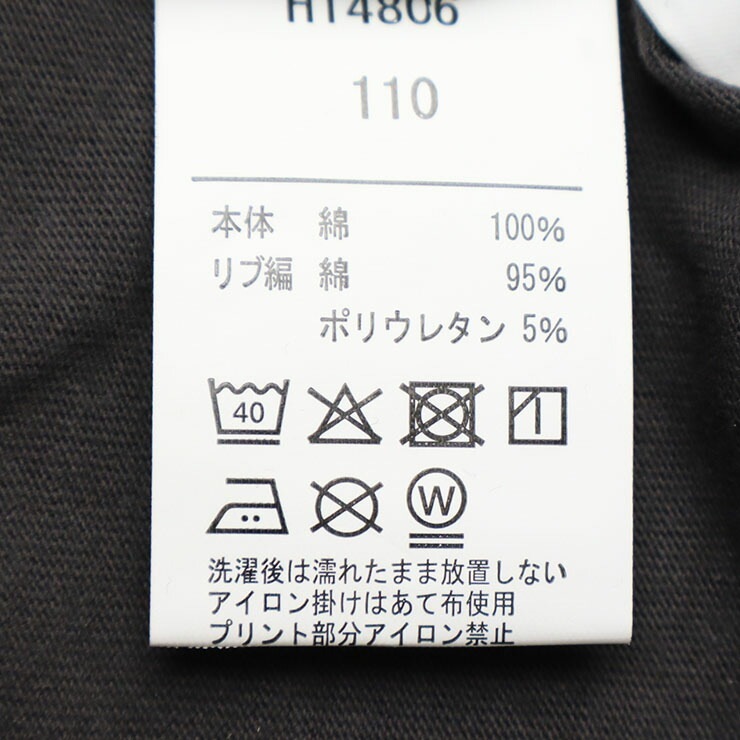 HT4806
110
本体 綿 100%
リブ編 綿 95%
ポリウレタン 5%
40
W
洗濯後は濡れたまま放置しない
アイロン掛けはあて布使用
プリント部分アイロン禁止